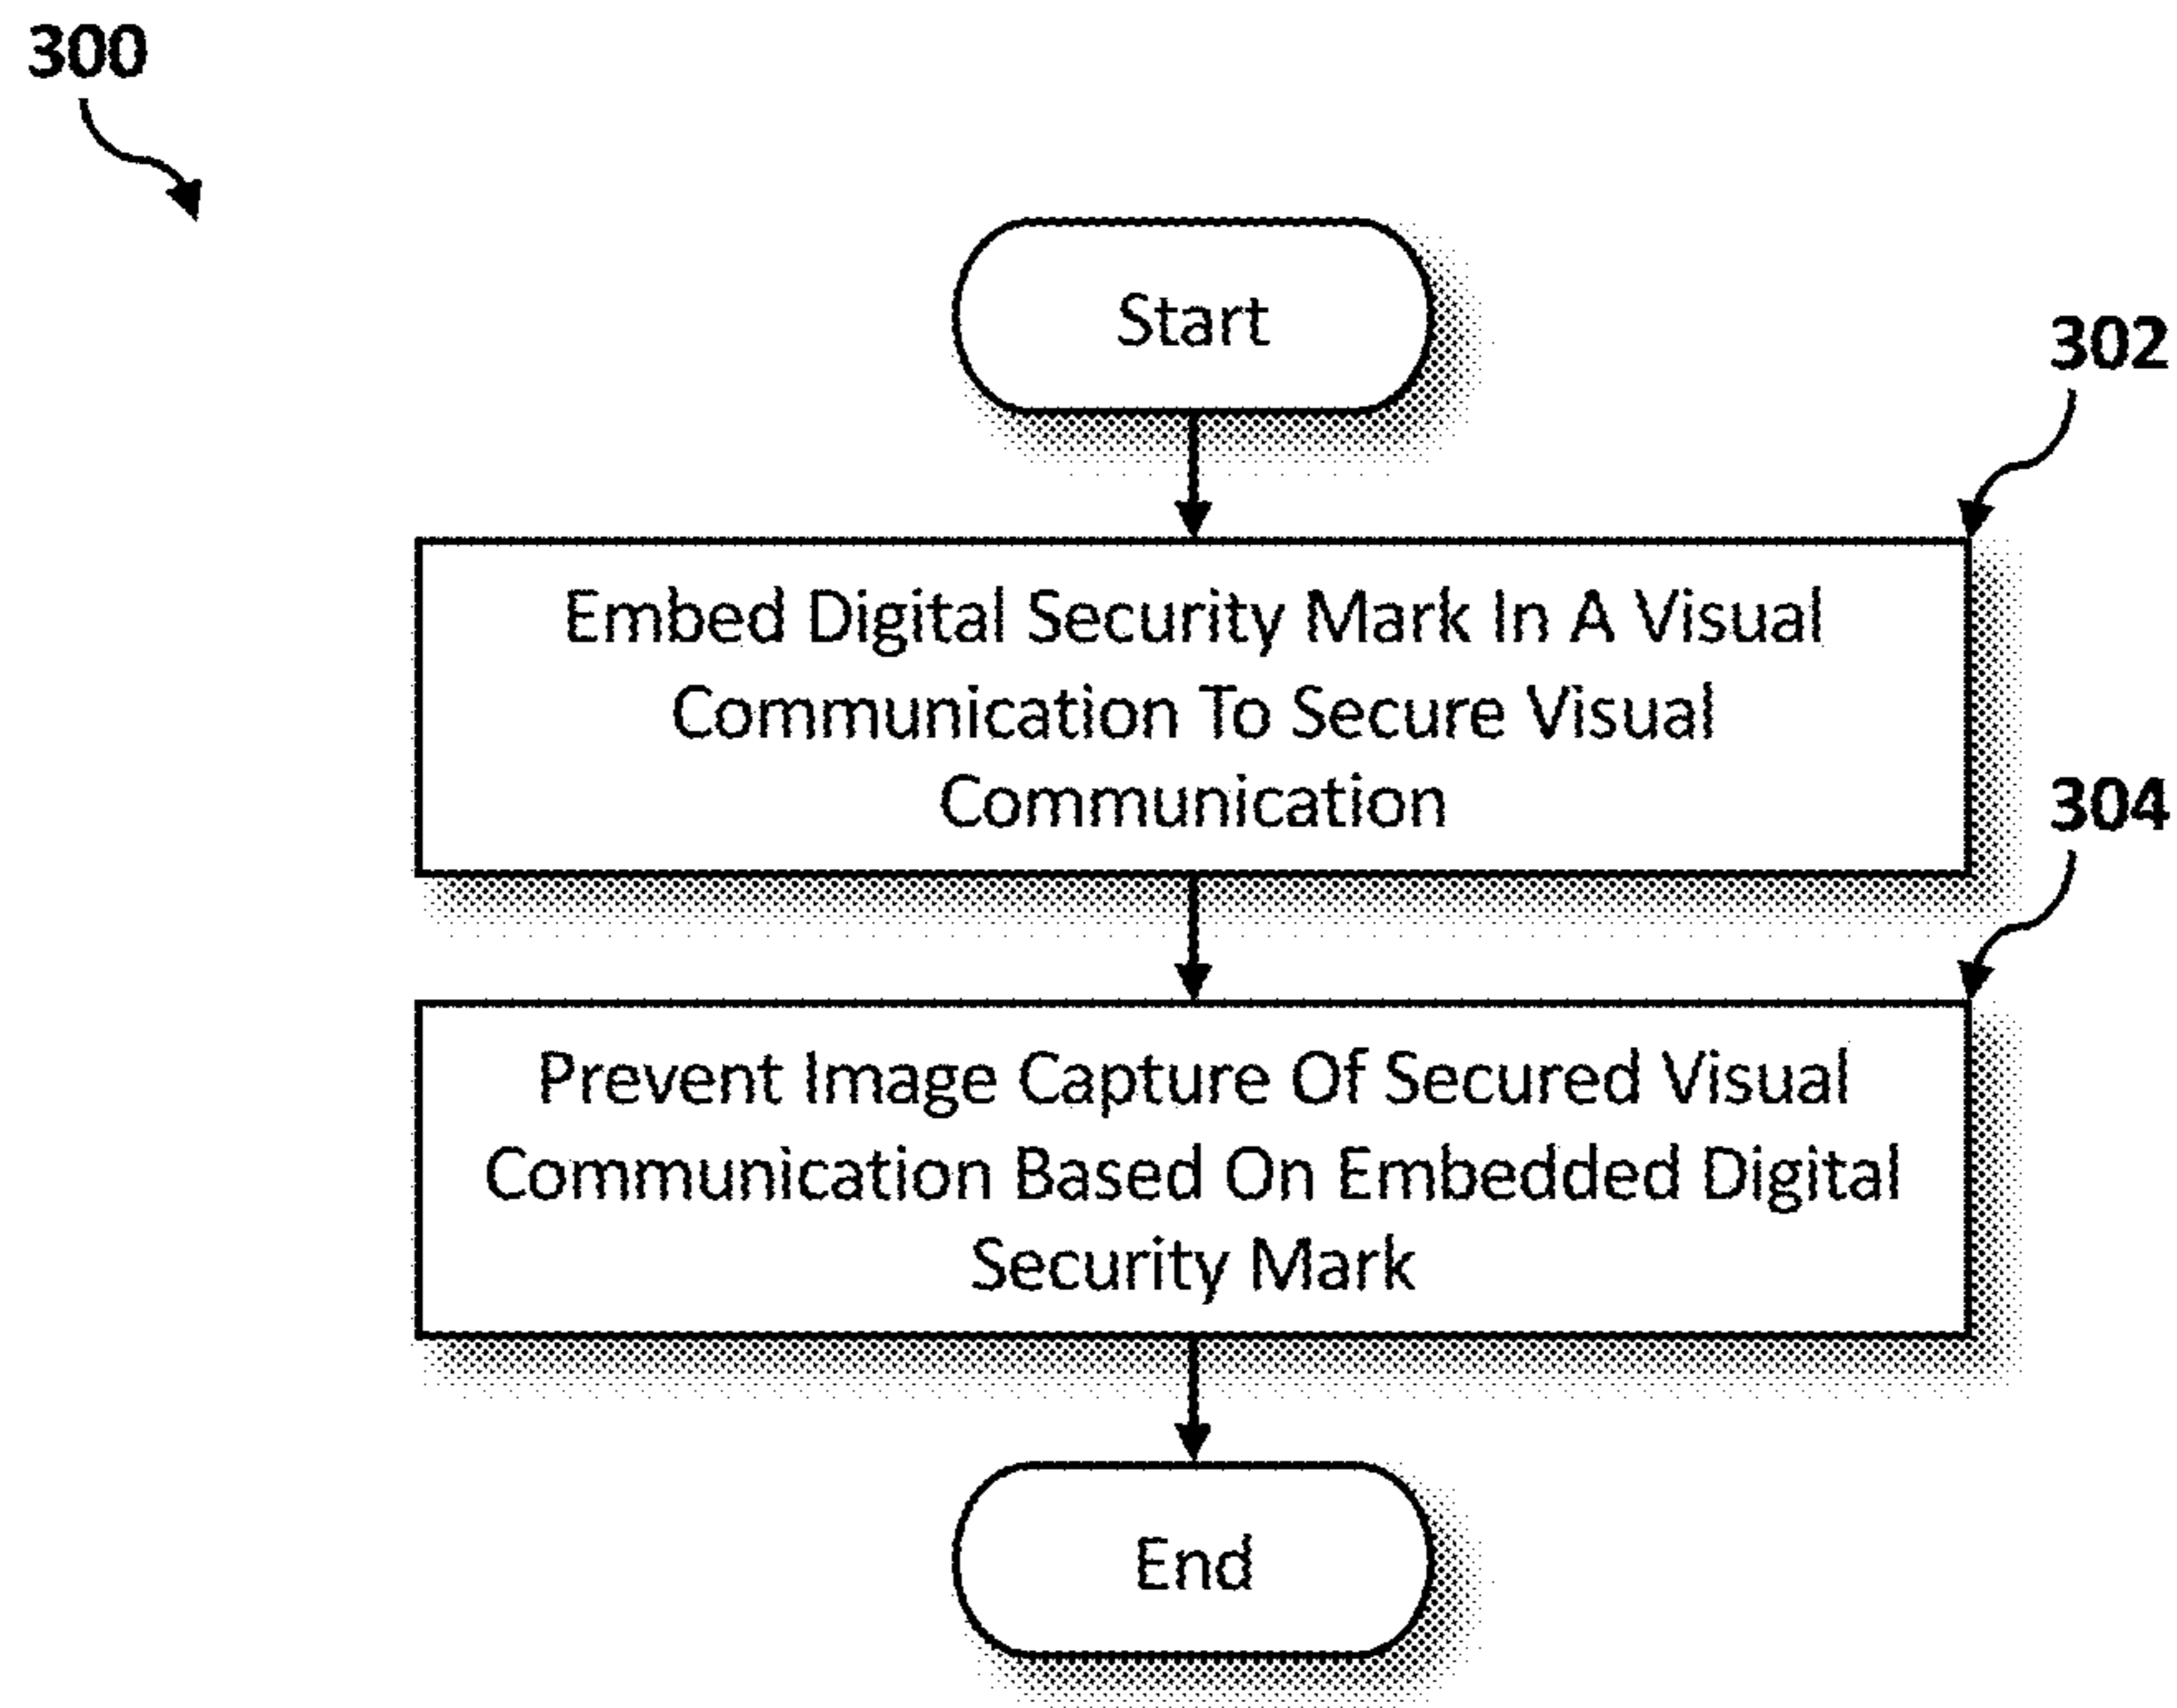 300
Start
302
Embed Digital Security Mark In A Visual
Communication To Secure Visual
Communication
304
Prevent Image Capture Of Secured Visual
Communication Based On Embedded Digital
Security Mark
End